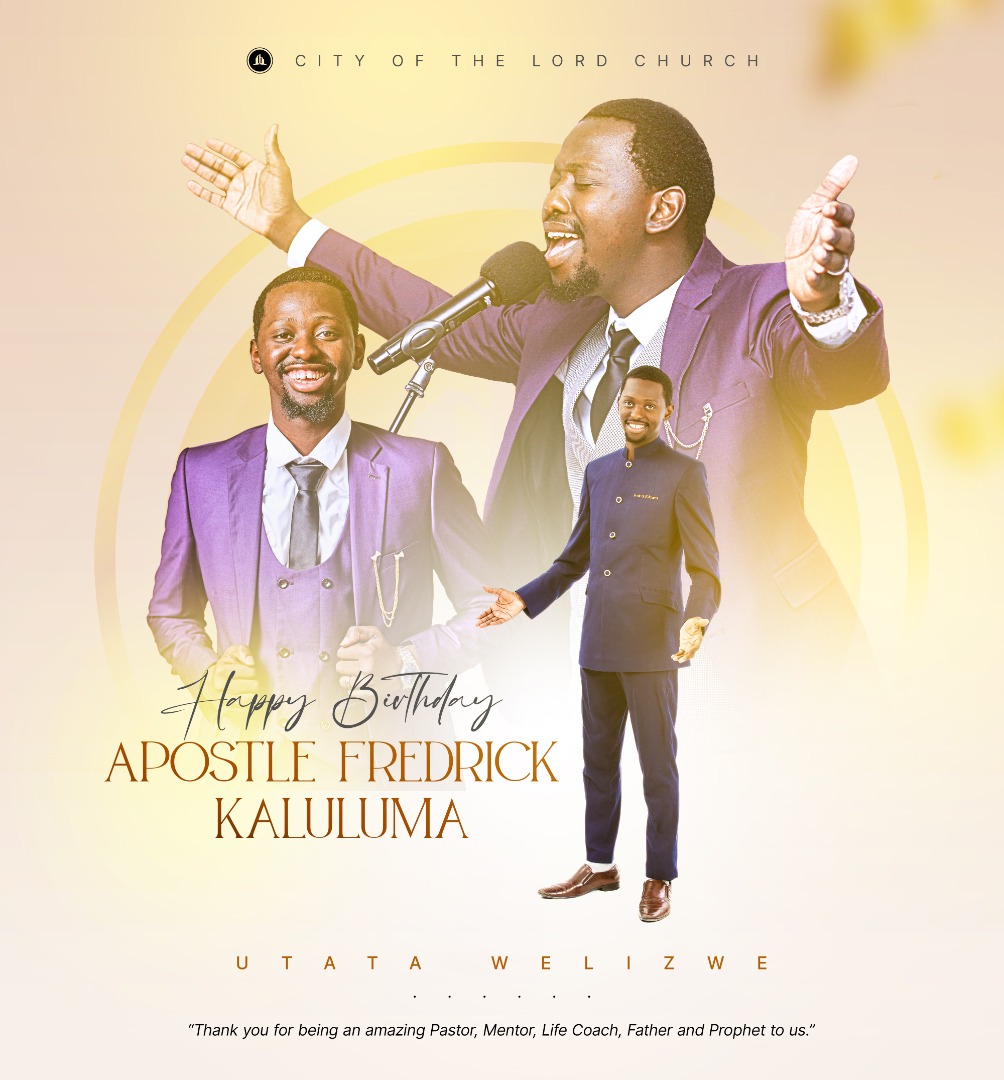 CITY OF THE LORD CHURCH
Happy Birthday
APOSTLE FREDRICK
KALULUMA
UTATA WELIZWE
“Thank you for being an amazing Pastor, Mentor, Life Coach, Father and Prophet to us.”